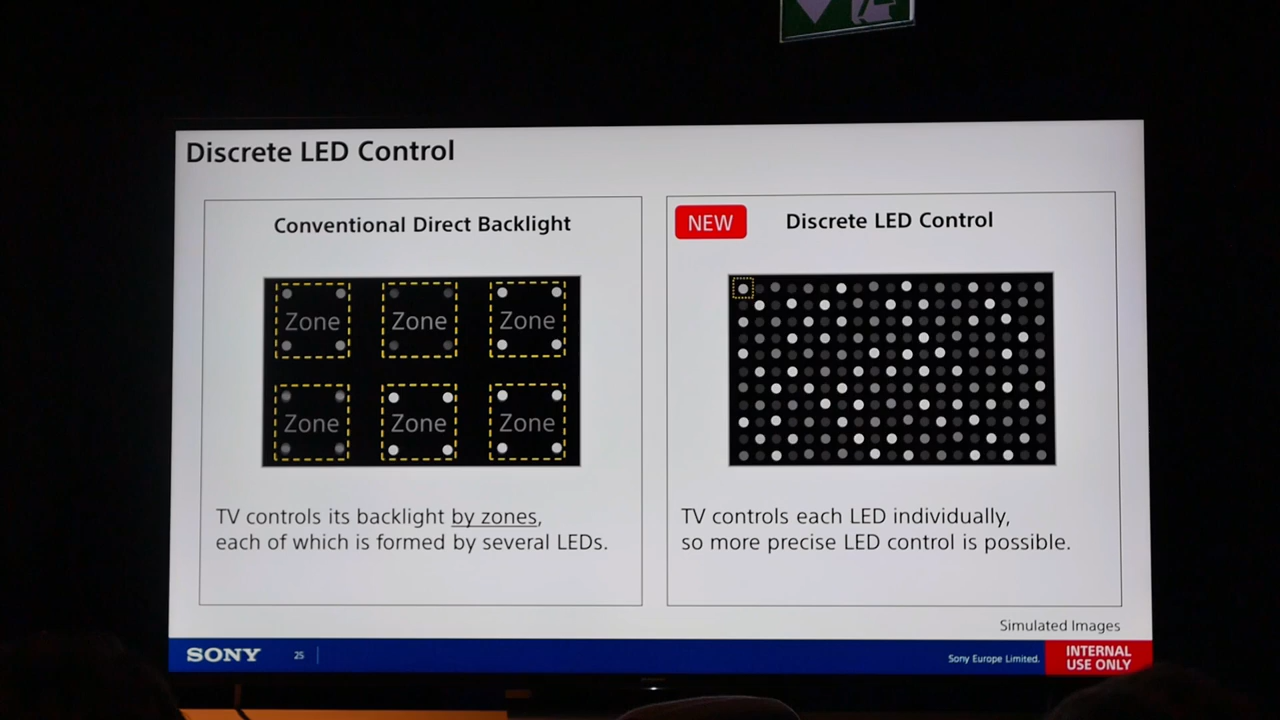 Discrete LED Control
Conventional Direct Backlight
Zone
Zone
Zone
Zone
Zone
Zone
TV controls its backlight by zones,
each of which is formed by several LEDs.
NEW
Discrete LED Control
TV controls each LED individually,
so more precise LED control is possible.
Simulated Images
SONY
25
Sony Europe Limited.
INTERNAL
USE ONLY